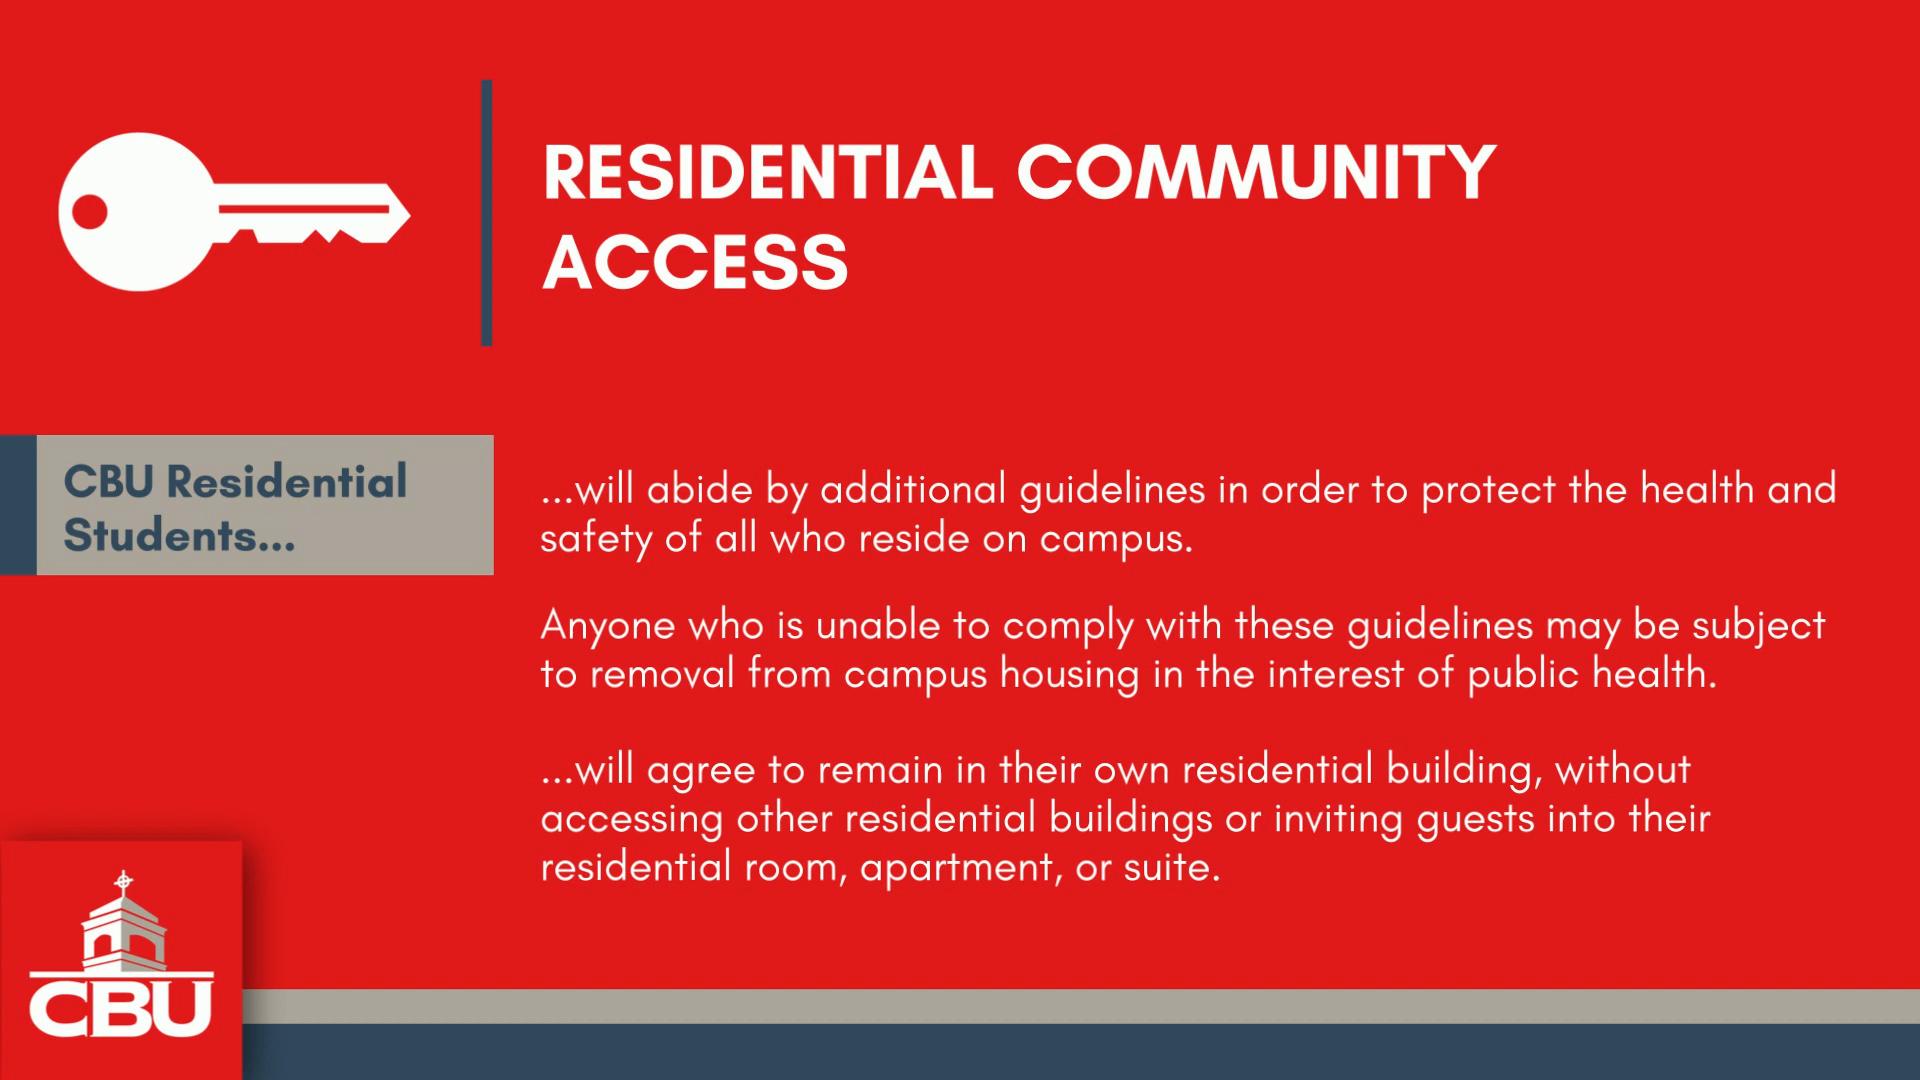 RESIDENTIAL COMMUNITY
ACCESS
CBU Residential
Students...
...will abide by additional guidelines in order to protect the health and
safety of all who reside on campus.
Anyone who is unable to comply with these guidelines may be subject
to removal from campus housing in the interest of public health.
...will agree to remain in their own residential building, without
accessing other residential buildings or inviting guests into their
residential room, apartment, or suite.
CBU